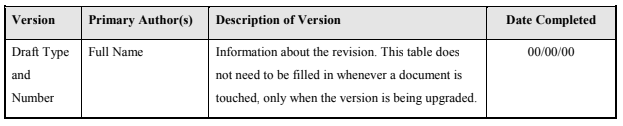 Version Primary Author(s) Description of Version Date Completed
Draft Type Full Name Information about the revision. This table does 00/00/00
and not need to be filled in whenever a document is
Number touched, only when the version is being upgraded.